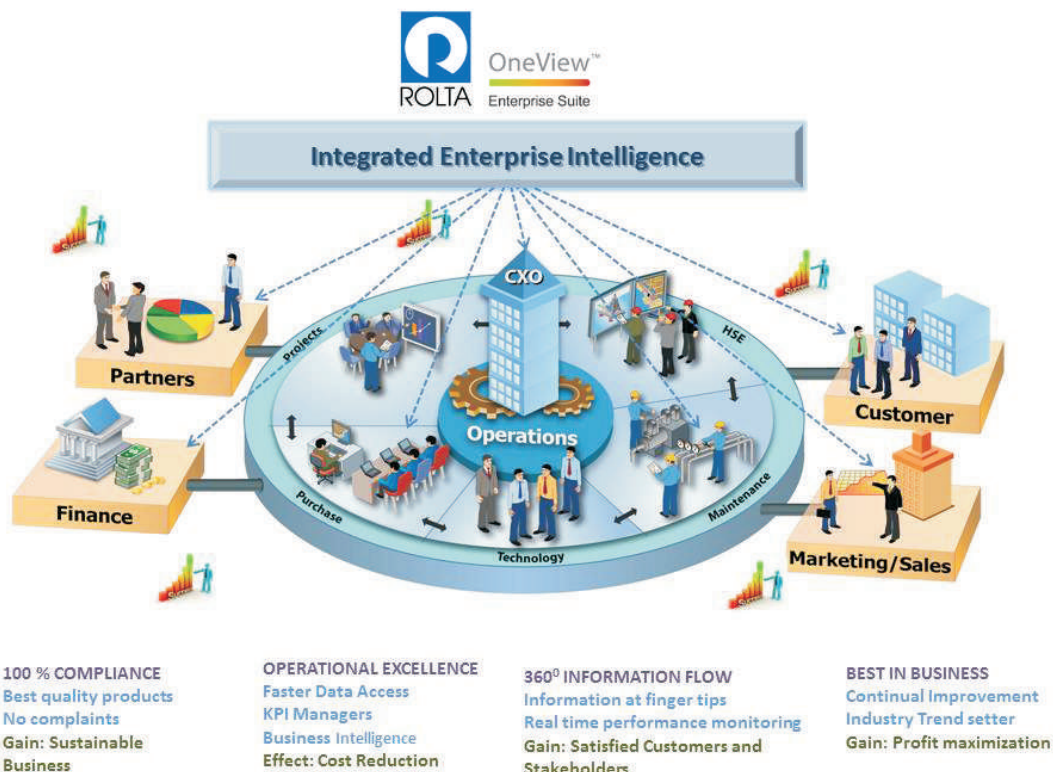 OneView™
ROLTA
Enterprise Suite
Integrated Enterprise Intelligence
CXO
Projects
HSE
Partners
Customer
Operations
Finance
Purchase
Maintenance
Technology
Marketing/Sales
100 % COMPLIANCE
Best quality products
No complaints
Gain: Sustainable
Business
OPERATIONAL EXCELLENCE
Faster Data Access
KPI Managers
Business Intelligence
Effect: Cost Reduction
360⁰ INFORMATION FLOW
Information at finger tips
Real time performance monitoring
Gain: Satisfied Customers and
Stakeholders
BEST IN BUSINESS
Continual Improvement
Industry Trend setter
Gain: Profit maximization